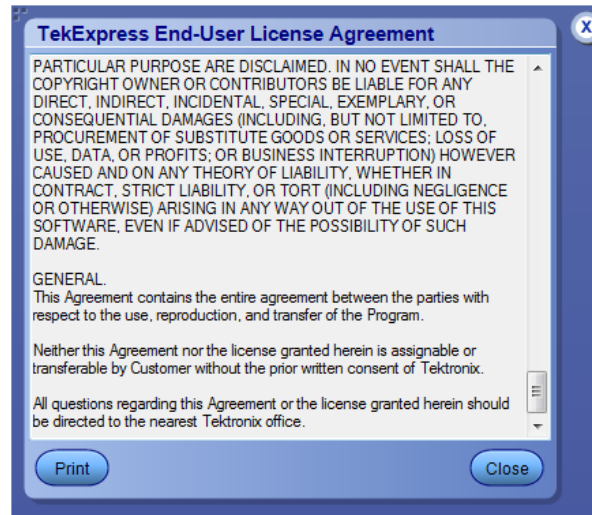 TekExpress End-User License Agreement
X
PARTICULAR PURPOSE ARE DISCLAIMED. IN NO EVENT SHALL THE
COPYRIGHT OWNER OR CONTRIBUTORS BE LIABLE FOR ANY
DIRECT, INDIRECT, INCIDENTAL, SPECIAL, EXEMPLARY, OR
CONSEQUENTIAL DAMAGES (INCLUDING, BUT NOT LIMITED TO,
PROCUREMENT OF SUBSTITUTE GOODS OR SERVICES; LOSS OF
USE, DATA, OR PROFITS; OR BUSINESS INTERRUPTION) HOWEVER
CAUSED AND ON ANY THEORY OF LIABILITY, WHETHER IN
CONTRACT, STRICT LIABILITY, OR TORT (INCLUDING NEGLIGENCE
OR OTHERWISE) ARISING IN ANY WAY OUT OF THE USE OF THIS
SOFTWARE, EVEN IF ADVISED OF THE POSSIBILITY OF SUCH
DAMAGE.
GENERAL.
This Agreement contains the entire agreement between the parties with
respect to the use, reproduction, and transfer of the Program.
Neither this Agreement nor the license granted herein is assignable or
transferable by Customer without the prior written consent of Tektronix.
All questions regarding this Agreement or the license granted herein should
be directed to the nearest Tektronix office.
Print
Close